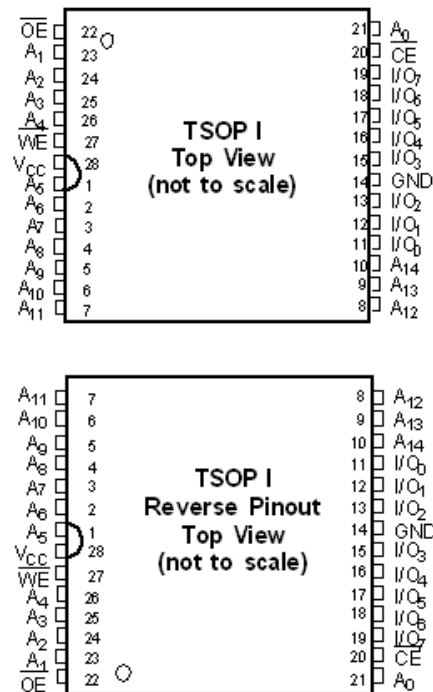 OE 22 21 A0
A1 23 20 CE
A2 24 19 I/O7
A3 25 18 I/O6
A4 26 17 I/O5
WE 27 16 I/O4
VCC 28 15 I/O3
A5 1 14 GND
A6 2 13 I/O2
A7 3 12 I/O1
A8 4 11 I/O0
A9 5 10 A14
A10 6 9 A13
A11 7 8 A12
TSOP I
Top View
(not to scale)
A11 7 8 A12
A10 6 9 A13
A9 5 10 A14
A8 4 11 I/O0
A7 3 12 I/O1
A6 2 13 I/O2
A5 1 14 GND
VCC 28 15 I/O3
WE 27 16 I/O4
A4 26 17 I/O5
A3 25 18 I/O6
A2 24 19 I/O7
A1 23 20 CE
OE 22 21 A0
TSOP I
Reverse Pinout
Top View
(not to scale)